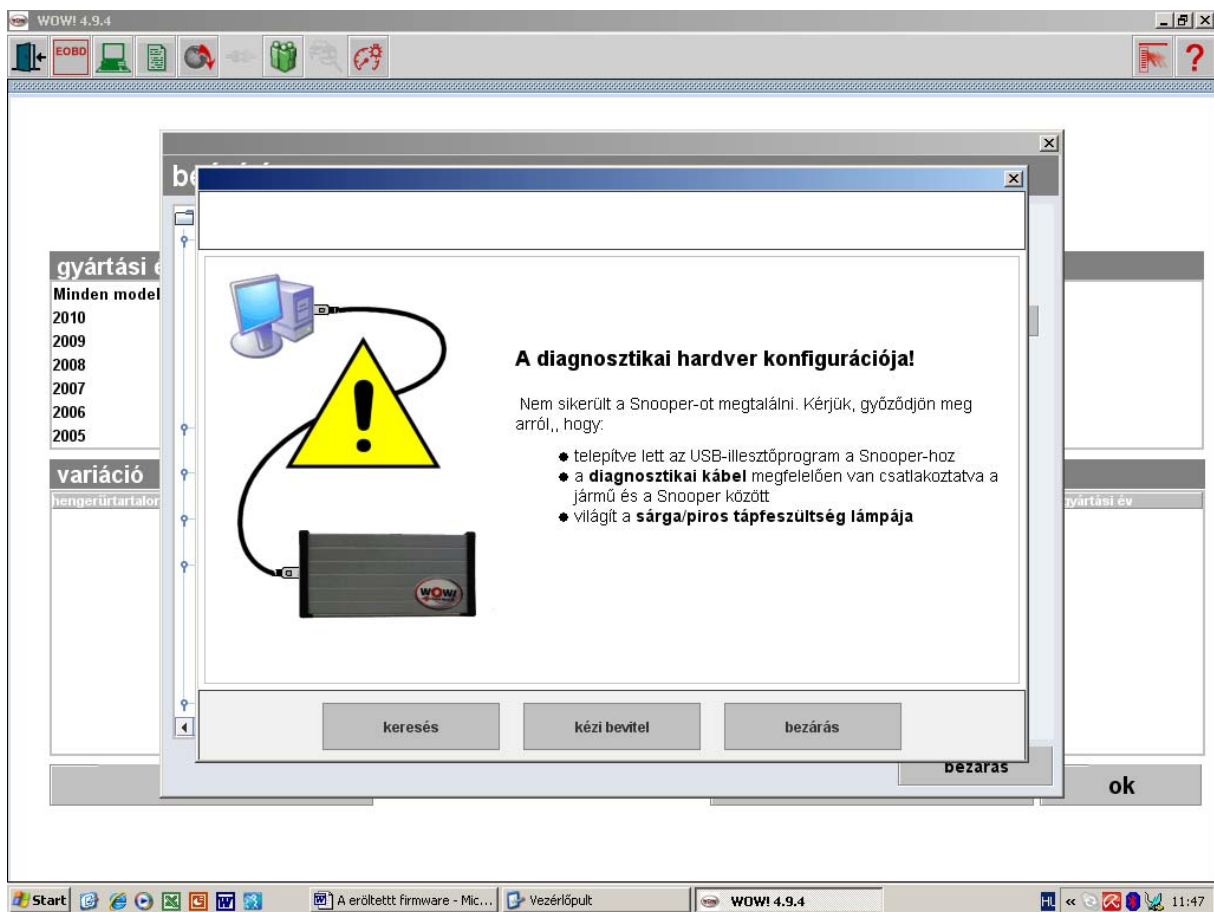 WOW! 4.9.4
EOBD
?
gyártási é
Minden model
2010
2009
2008
2007
2006
2005
variáció
hengerűrtartalor
gyártási év
A diagnosztikai hardver konfigurációja!
Nem sikerült a Snooper-ot megtalálni. Kérjük, győződjön meg
arról,, hogy:
telepítve lett az USB-illesztőprogram a Snooper-hoz
a diagnosztikai kábel megfelelően van csatlakoztatva a
jármű és a Snooper között
világít a sárga/piros tápfeszültség lámpája
WOW!
keresés
kézi bevitel
bezárás
bezárás
ok
Start
A eröltettt firmware - Mic...
Vezérlőpult
WOW! 4.9.4
HU
11:47